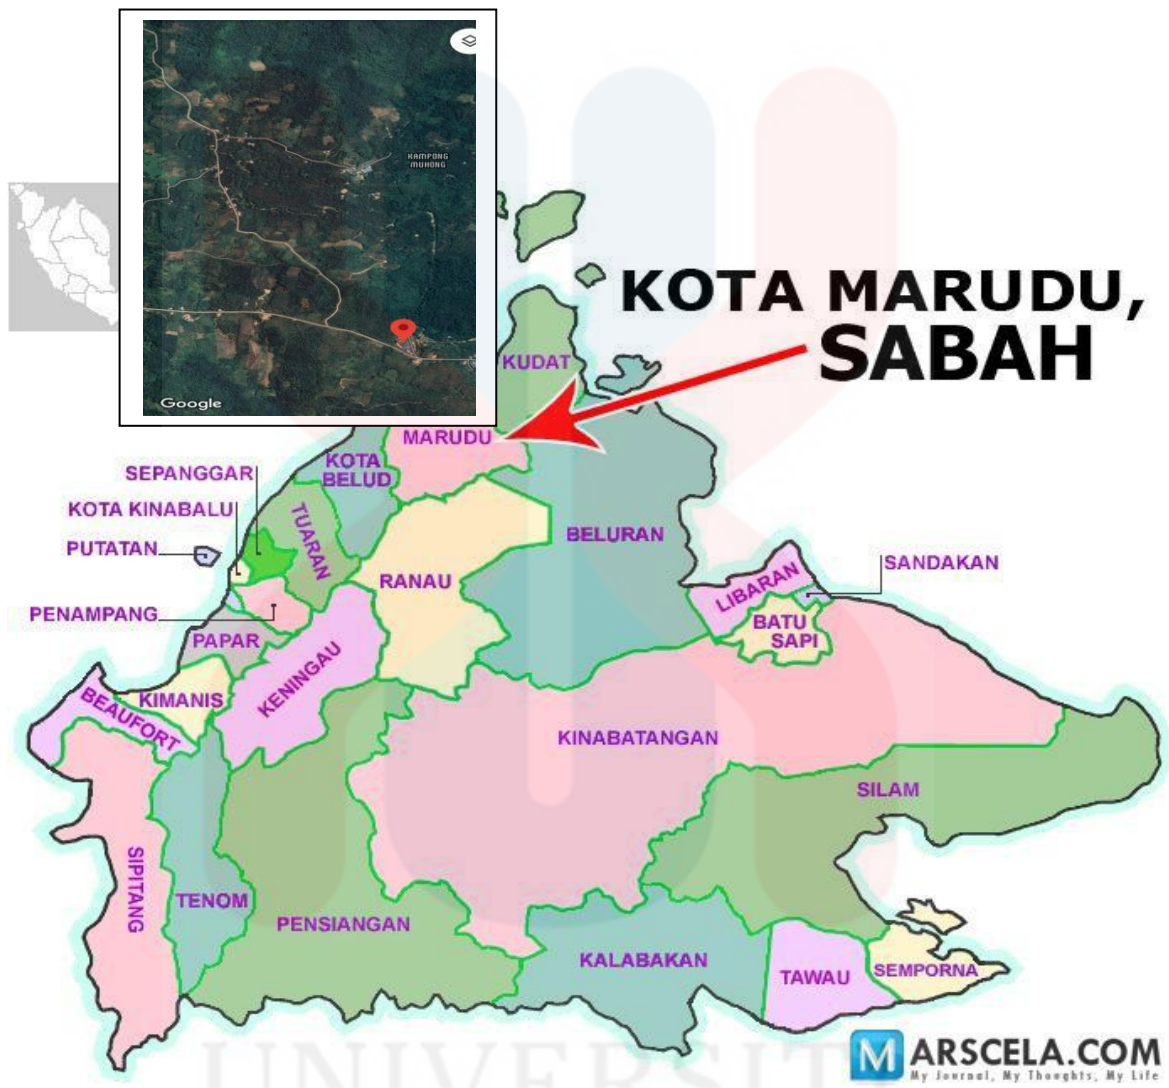 KAMPONG
MUHONG
Google
KOTA MARUDU,
SABAH
KUDAT
MARUDU
KOTA
BELUD
SEPANGGAR
KOTA KINABALU
TUARAN
PUTATAN
BELURAN
SANDAKAN
RANAU
LIBARAN
PENAMPANG
BATU
SAPI
PAPAR
KENINGAU
KIMANIS
BEAUFORT
KINABATANGAN
SILAM
SIPITANG
TENOM
PENSIANGAN
KALABAKAN
TAWAU
SEMPORNA
M ARSCELA.COM
My Journal, My Thoughts, My Life
UNIVERSIT